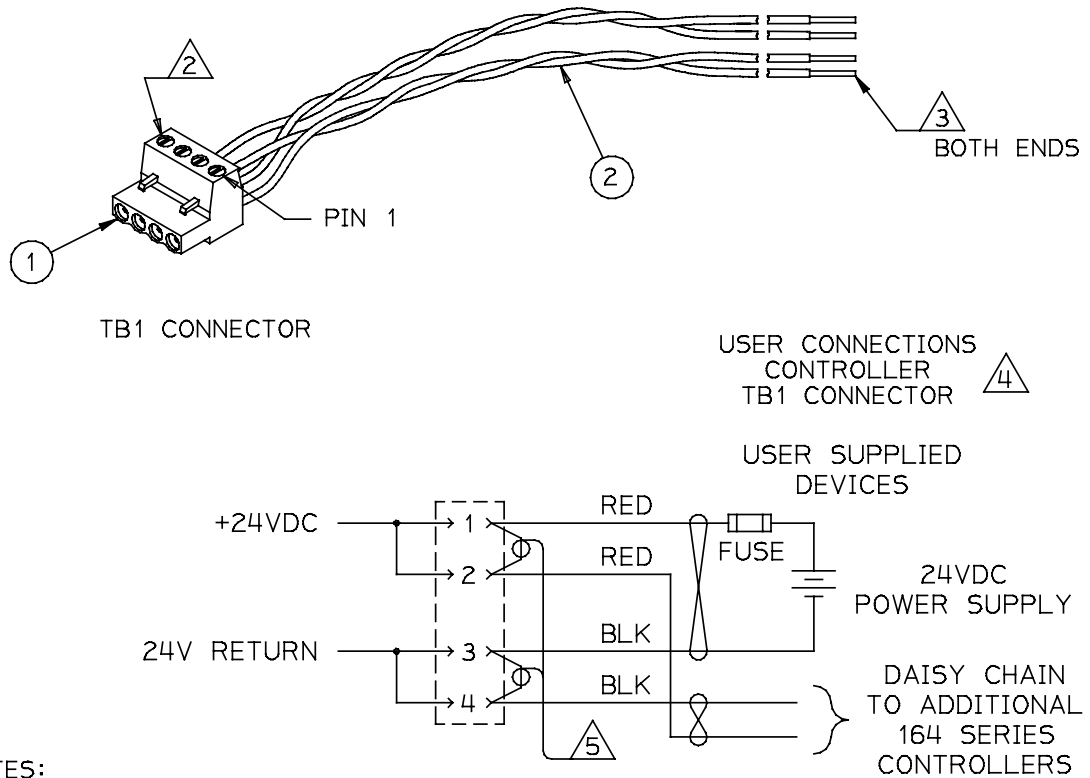 2
3
BOTH ENDS
2
PIN 1
1
TB1 CONNECTOR
USER CONNECTIONS
CONTROLLER
TB1 CONNECTOR
4
USER SUPPLIED
DEVICES
+24VDC
1
RED
FUSE
2
RED
24VDC
POWER SUPPLY
24V RETURN
3
BLK
4
BLK
DAISY CHAIN
TO ADDITIONAL
164 SERIES
CONTROLLERS
5